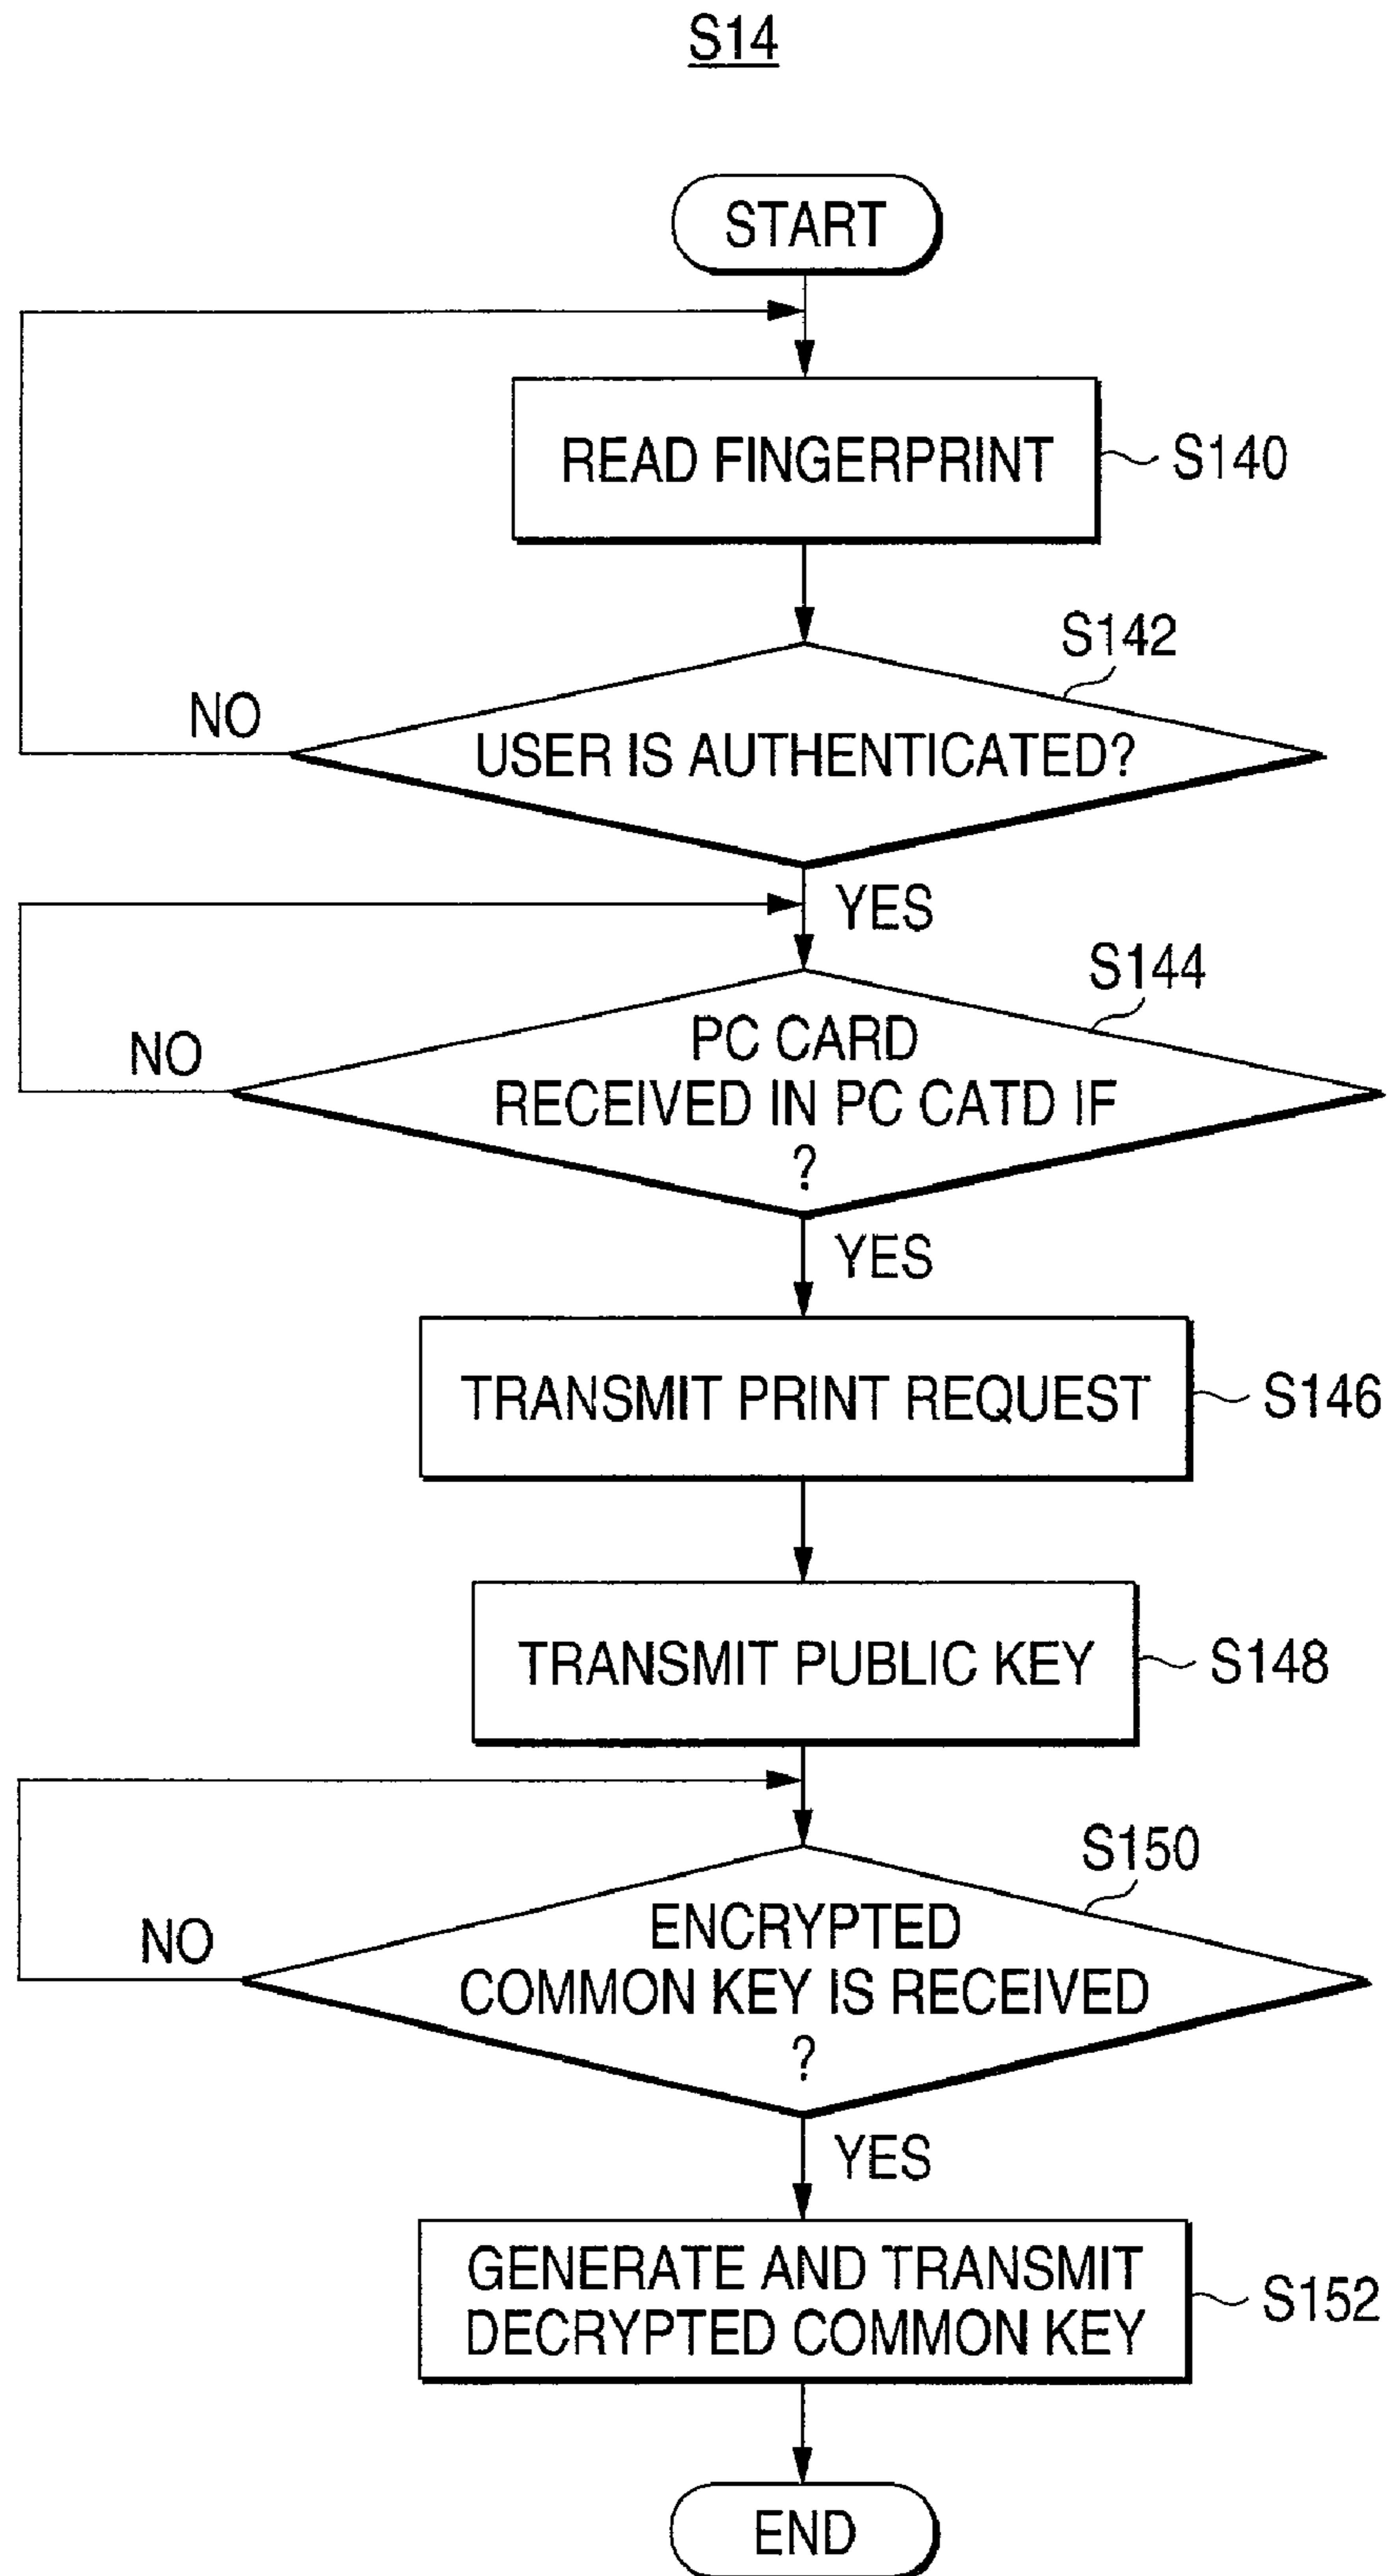 S14
START
READ FINGERPRINT
S140
S142
USER IS AUTHENTICATED?
NO
YES
S144
PC CARD
RECEIVED IN PC CATD IF
?
NO
YES
TRANSMIT PRINT REQUEST
S146
TRANSMIT PUBLIC KEY
S148
S150
ENCRYPTED
COMMON KEY IS RECEIVED
?
NO
YES
GENERATE AND TRANSMIT
DECRYPTED COMMON KEY
S152
END